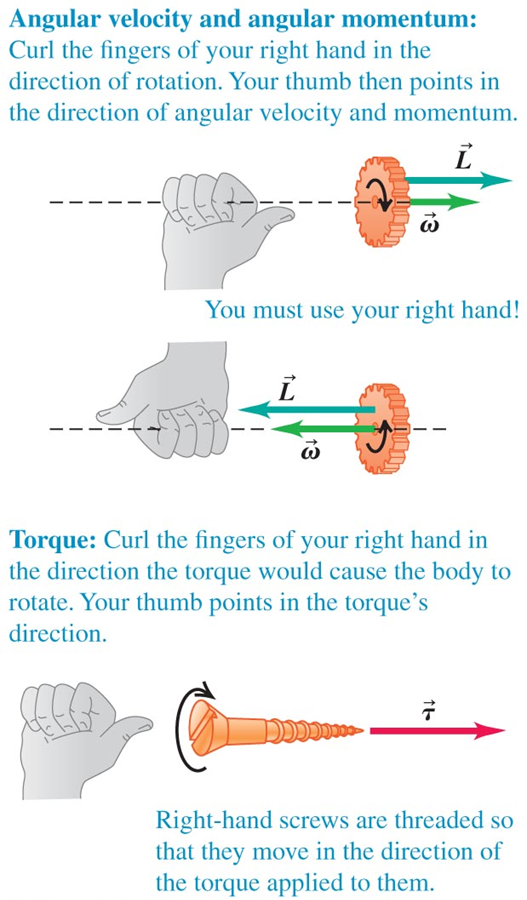 Angular velocity and angular momentum:
Curl the fingers of your right hand in the
direction of rotation. Your thumb then points in
the direction of angular velocity and momentum.
L⃗
ω⃗
You must use your right hand!
L⃗
ω⃗
Torque: Curl the fingers of your right hand in
the direction the torque would cause the body to
rotate. Your thumb points in the torque’s
direction.
τ⃗
Right-hand screws are threaded so
that they move in the direction of
the torque applied to them.